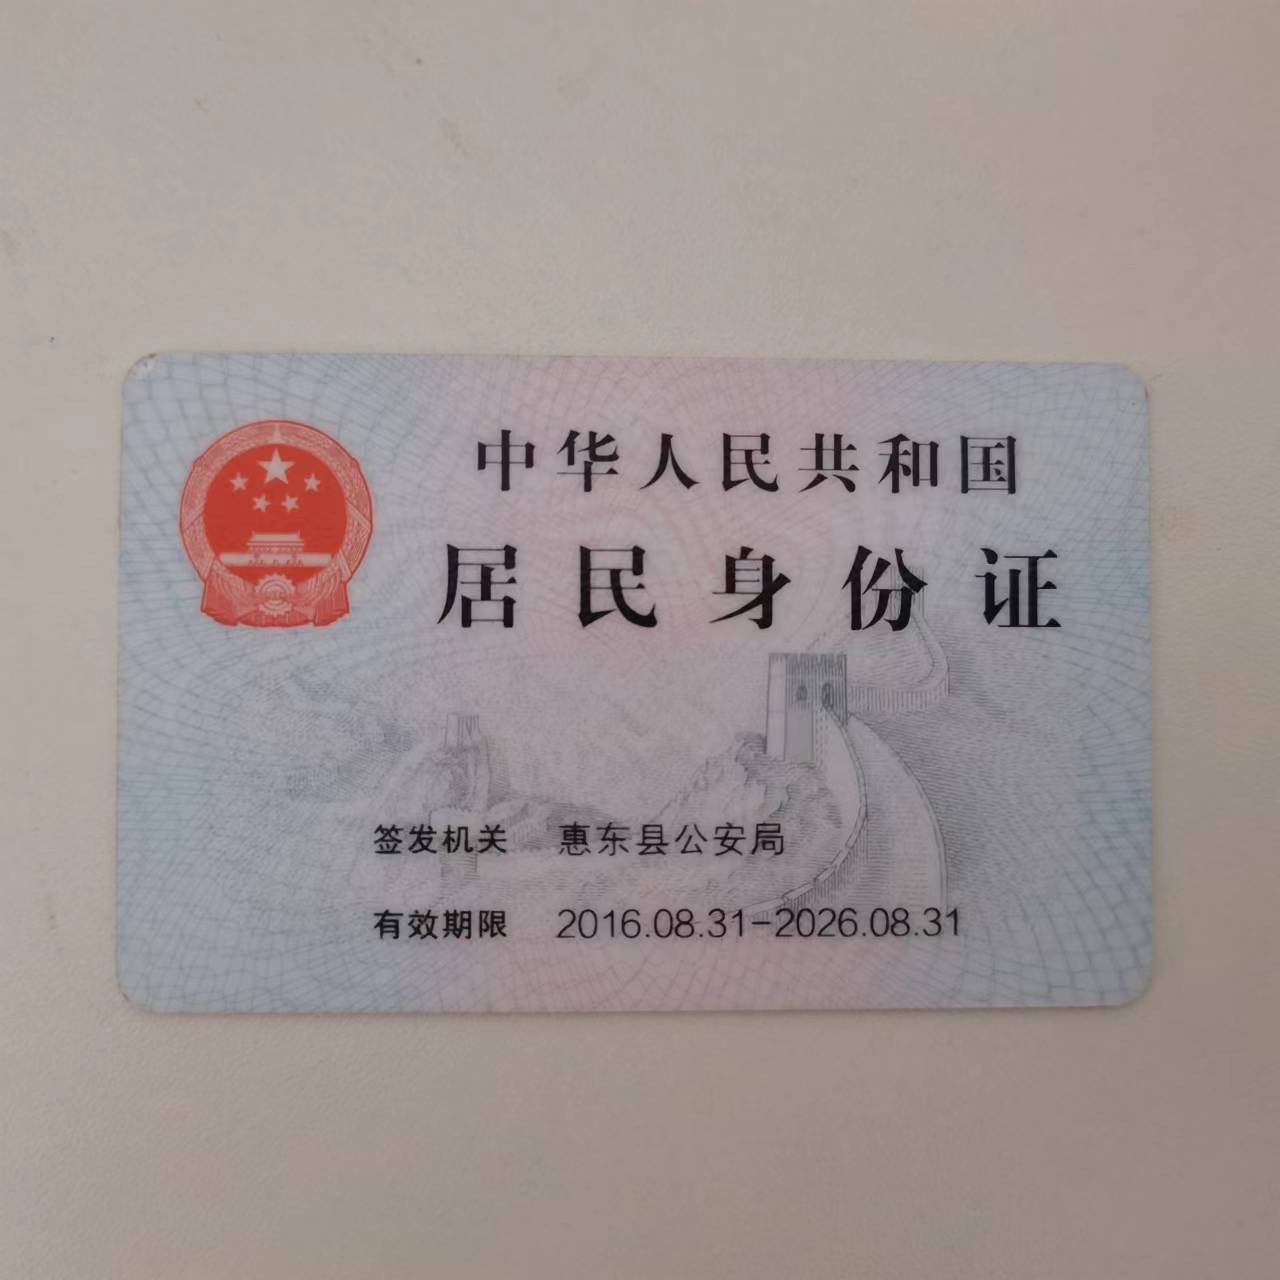 中华人民共和国
居民身份证
签发机关 惠东县公安局
有效期限 2016.08.31-2026.08.31